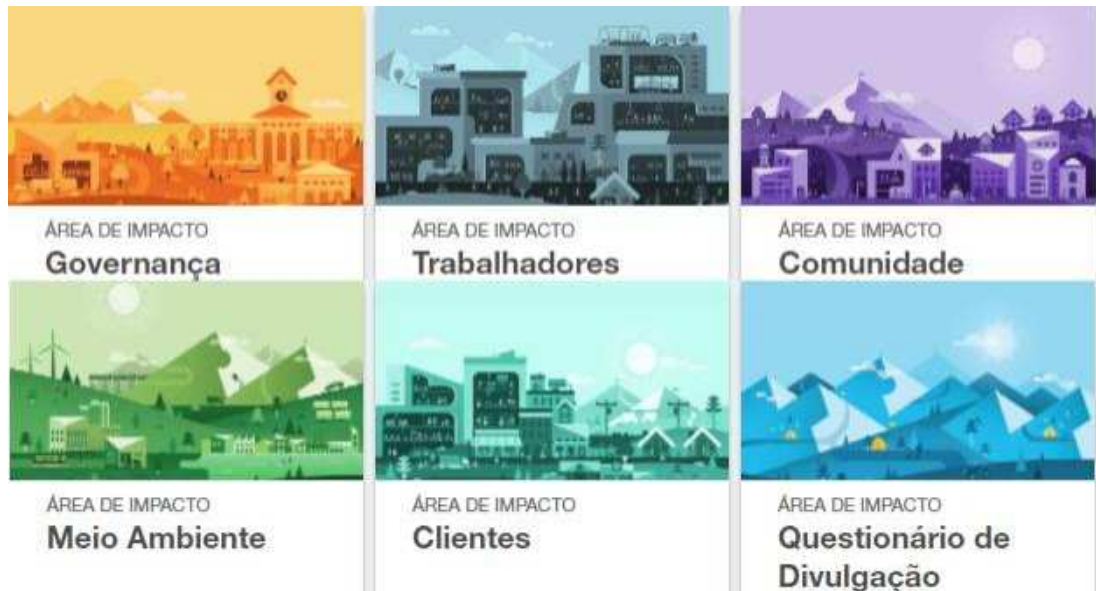 ÁREA DE IMPACTO
Governança
ÁREA DE IMPACTO
Trabalhadores
ÁREA DE IMPACTO
Comunidade
ÁREA DE IMPACTO
Meio Ambiente
ÁREA DE IMPACTO
Clientes
ÁREA DE IMPACTO
Questionário de
Divulgação